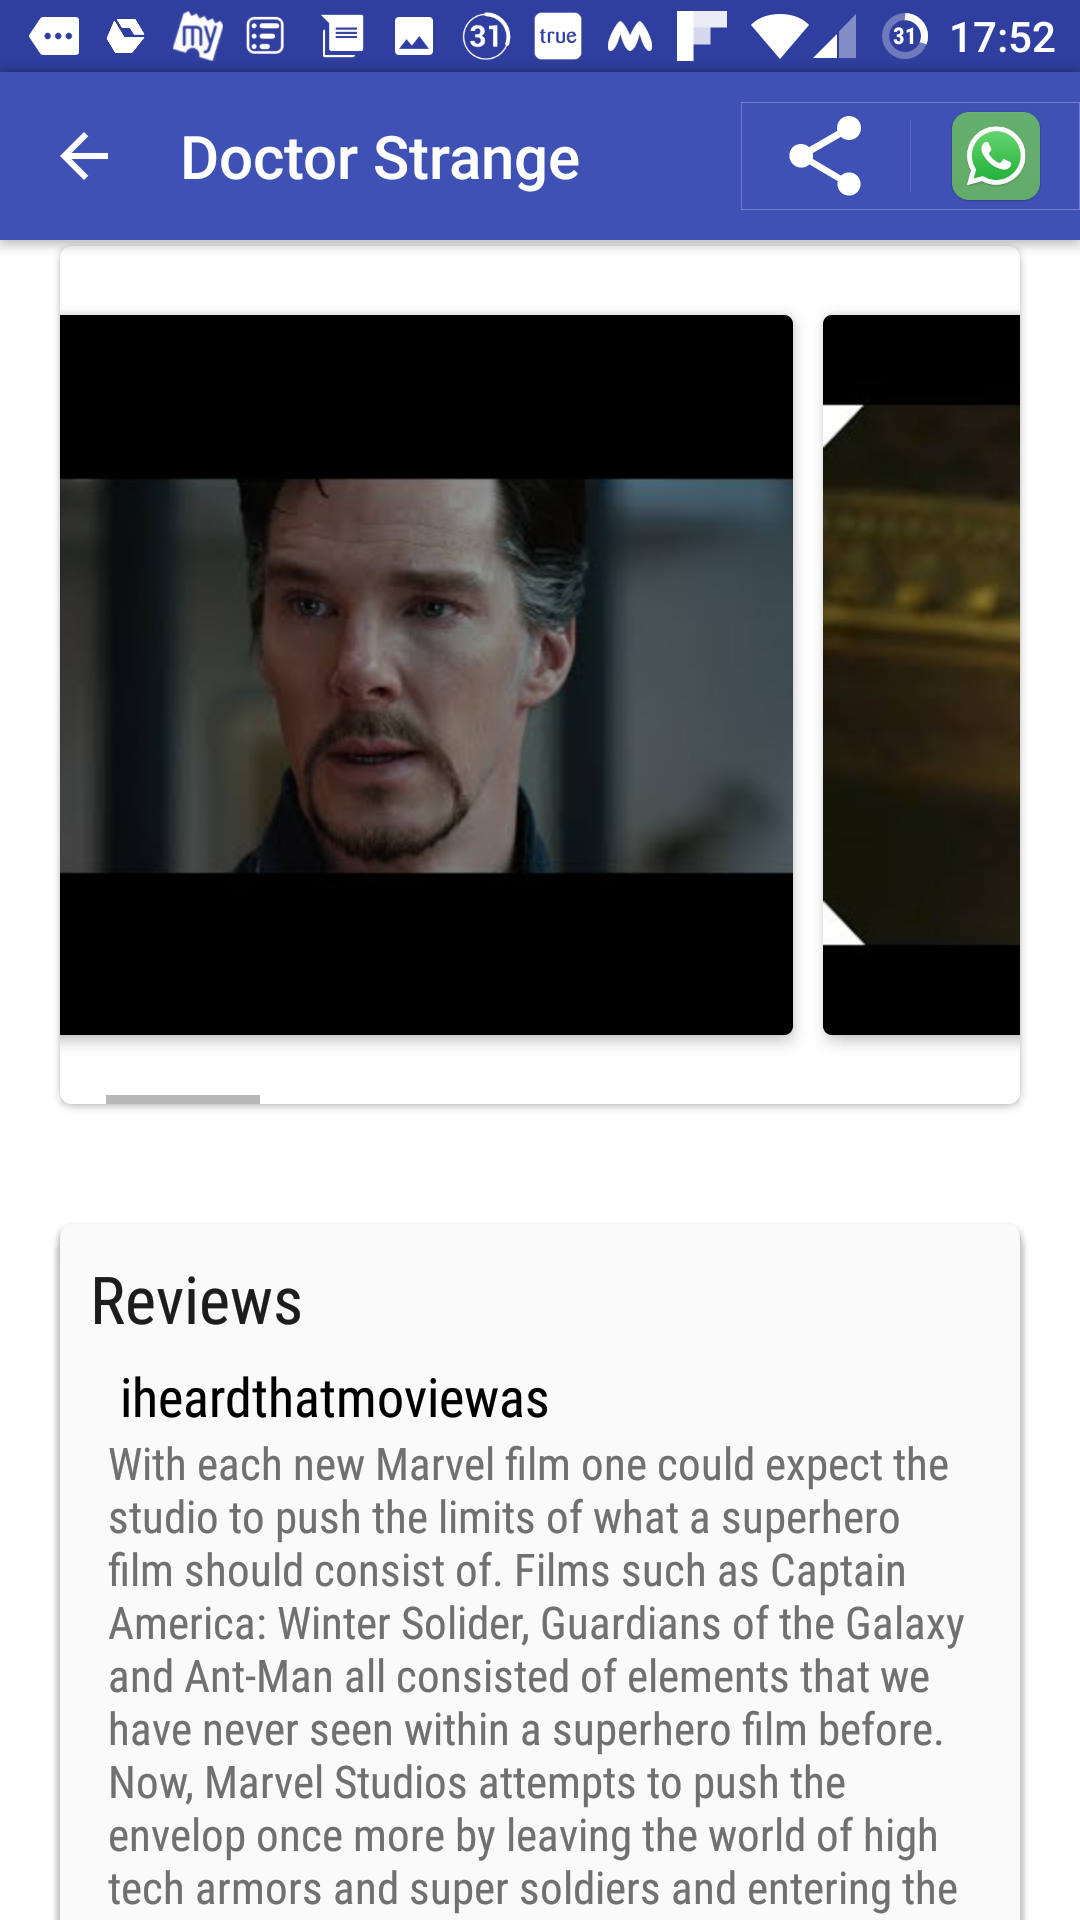 my 31 true 31 17:52
Doctor Strange
Reviews
iheardthatmoviewas
With each new Marvel film one could expect the
studio to push the limits of what a superhero
film should consist of. Films such as Captain
America: Winter Solider, Guardians of the Galaxy
and Ant-Man all consisted of elements that we
have never seen within a superhero film before.
Now, Marvel Studios attempts to push the
envelop once more by leaving the world of high
tech armors and super soldiers and entering the